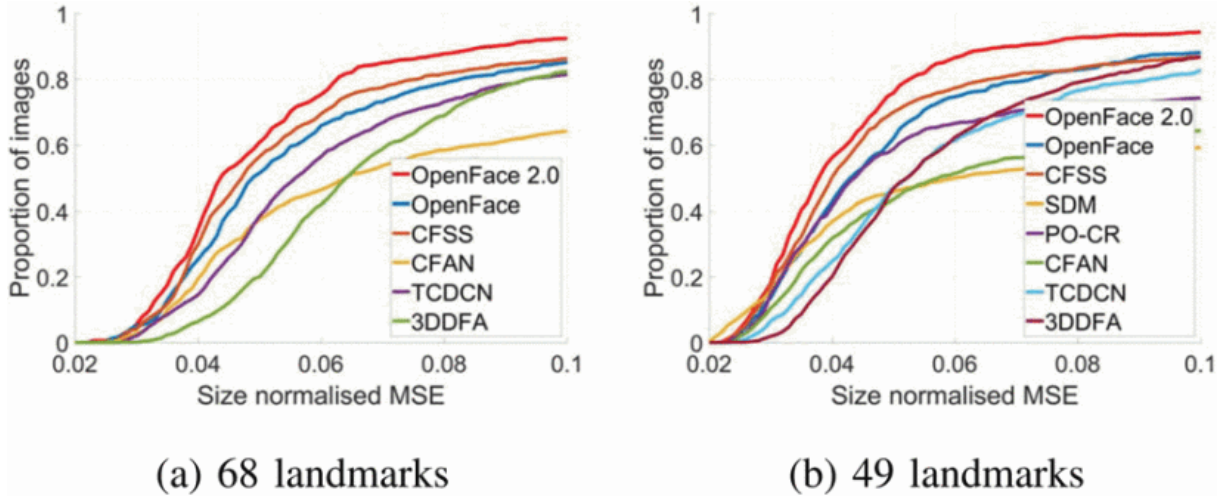 1
0.8
0.6
0.4
0.2
0
Proportion of images
0.02
0.04
0.06
0.08
0.1
Size normalised MSE
OpenFace 2.0
OpenFace
CFSS
CFAN
TCDCN
3DDFA
(a) 68 landmarks
1
0.8
0.6
0.4
0.2
0
Proportion of images
0.02
0.04
0.06
0.08
0.1
Size normalised MSE
OpenFace 2.0
OpenFace
CFSS
SDM
PO-CR
CFAN
TCDCN
3DDFA
(b) 49 landmarks